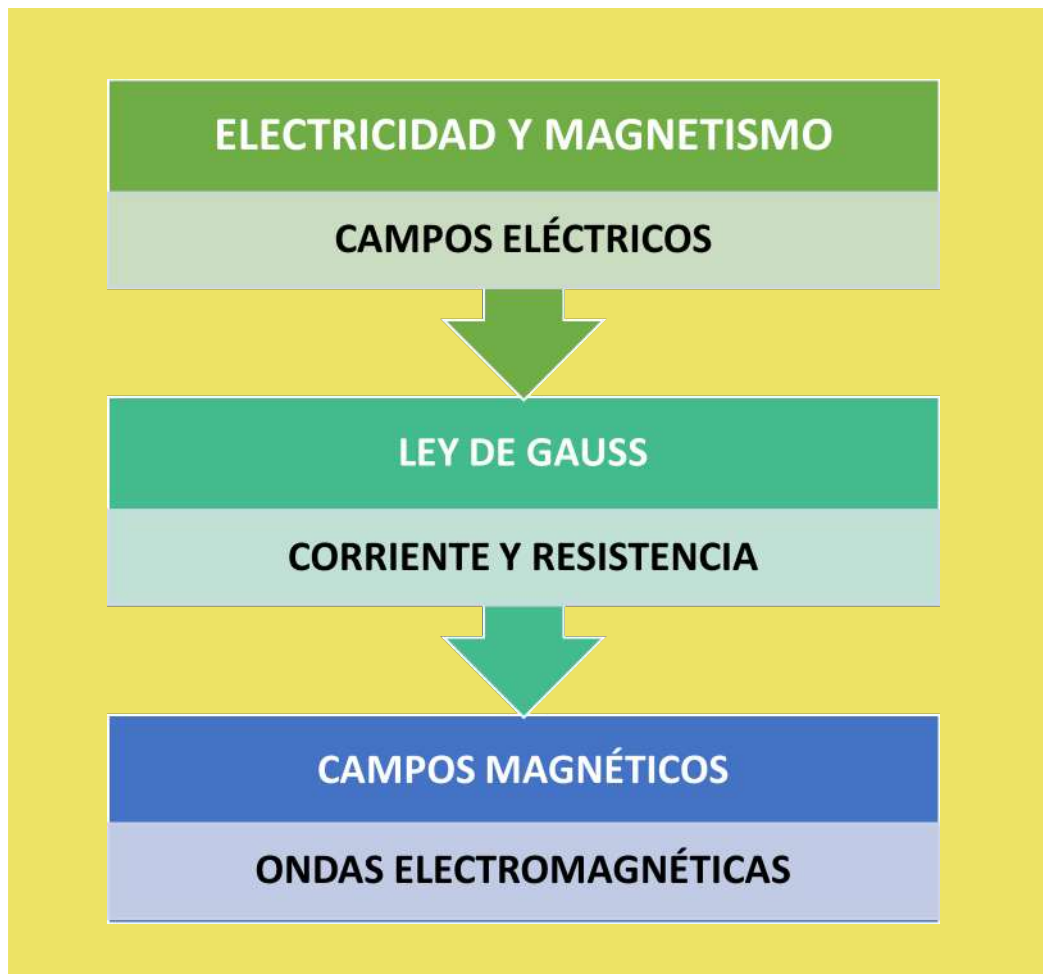 ELECTRICIDAD Y MAGNETISMO
CAMPOS ELÉCTRICOS
LEY DE GAUSS
CORRIENTE Y RESISTENCIA
CAMPOS MAGNÉTICOS
ONDAS ELECTROMAGNÉTICAS